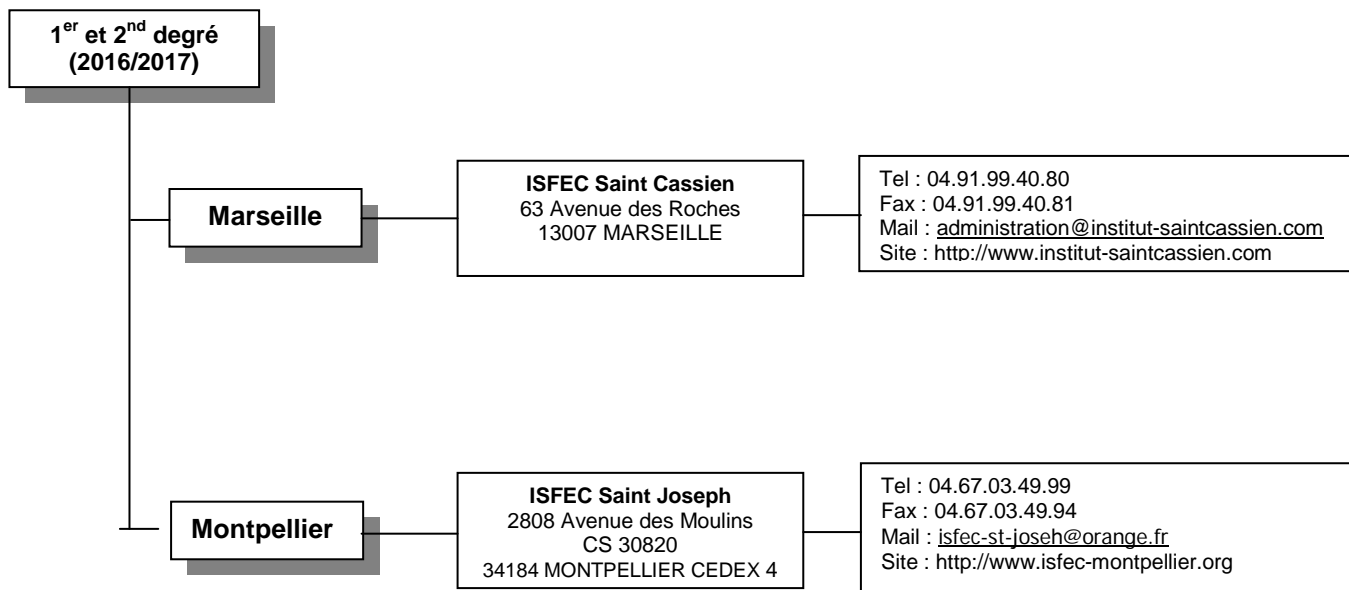 1er et 2nd degré
(2016/2017)
Marseille
ISFEC Saint Cassien
63 Avenue des Roches
13007 MARSEILLE
Tel : 04.91.99.40.80
Fax : 04.91.99.40.81
Mail : administration@institut-saintcassien.com
Site : http://www.institut-saintcassien.com
Montpellier
ISFEC Saint Joseph
2808 Avenue des Moulins
CS 30820
34184 MONTPELLIER CEDEX 4
Tel : 04.67.03.49.99
Fax : 04.67.03.49.94
Mail : isfec-st-joseh@orange.fr
Site : http://www.isfec-montpellier.org